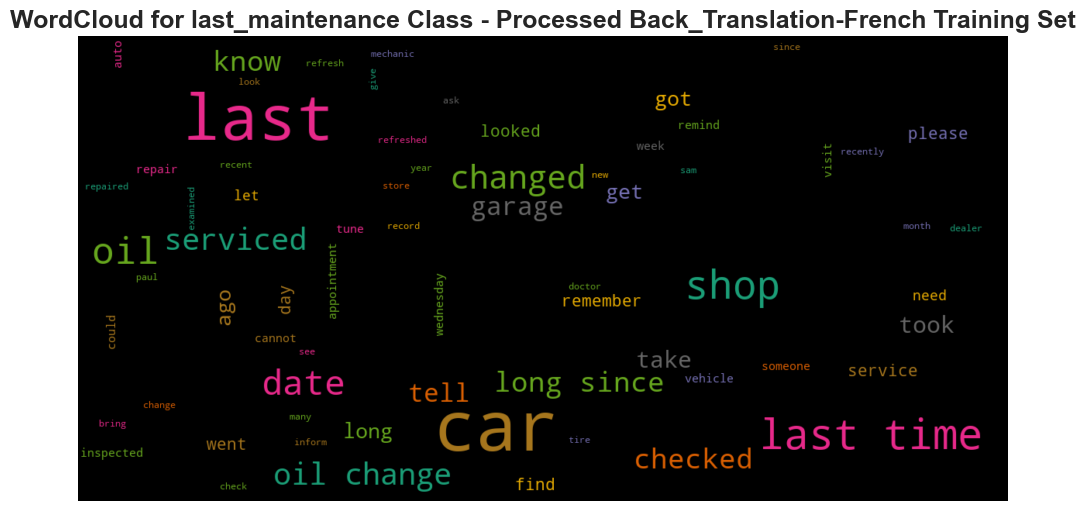 WordCloud for last_maintenance Class - Processed Back_Translation-French Training Set
auto
know
refresh
mechanic
since
look
give
last
ask
got
looked
remind
please
refreshed
week
visit
recently
repair
recent
year
new
sam
changed
repaired
examined
let
store
get
garage
record
tune
month
dealer
oil
serviced
appointment
paul
ago
day
wednesday
doctor
remember
shop
need
took
could
cannot
see
take
date
tell
long since
vehicle
someone
service
change
bring
many
long
car
last time
inspected
went
inform
tire
checked
oil change
check
find